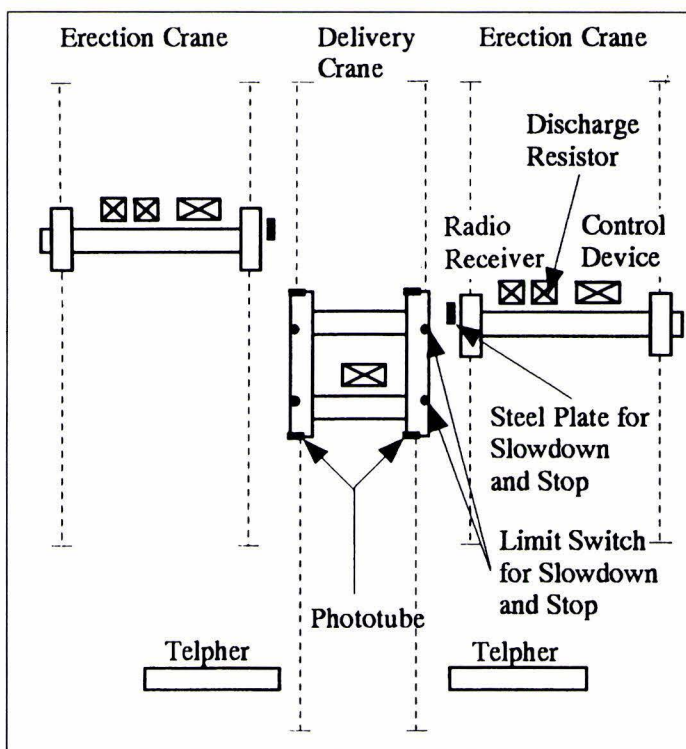 Erection Crane
Delivery
Crane
Erection Crane
Discharge
Resistor
Radio
Receiver
Control
Device
Steel Plate for
Slowdown
and Stop
Limit Switch
for Slowdown
and Stop
Phototube
Telpher
Telpher